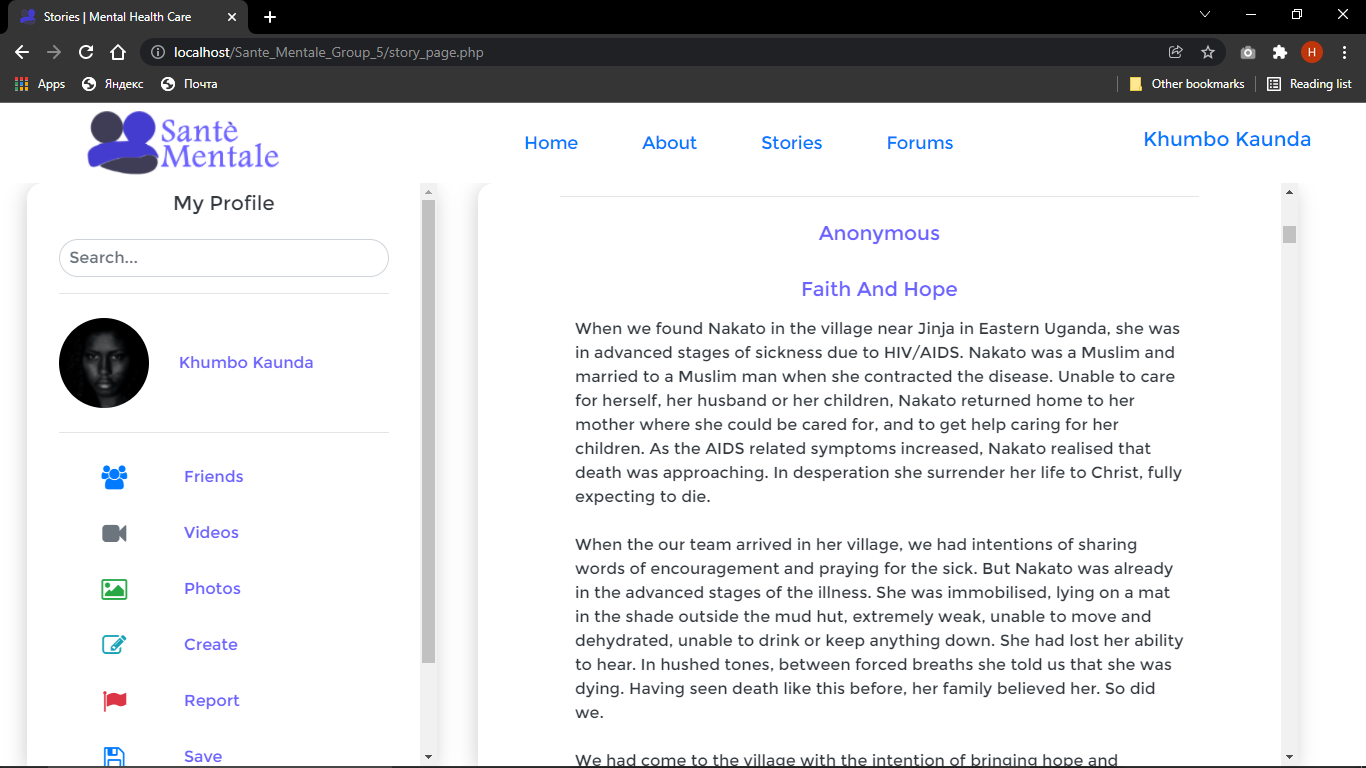 Stories | Mental Health Care
localhost/Sante_Mentale_Group_5/story_page.php
H
Apps
Яндекс
Почта
Other bookmarks
Reading list
Santè
Mentale
Home
About
Stories
Forums
Khumbo Kaunda
My Profile
Search...
Khumbo Kaunda
Friends
Videos
Photos
Create
Report
Save
Anonymous
Faith And Hope
When we found Nakato in the village near Jinja in Eastern Uganda, she was
in advanced stages of sickness due to HIV/AIDS. Nakato was a Muslim and
married to a Muslim man when she contracted the disease. Unable to care
for herself, her husband or her children, Nakato returned home to her
mother where she could be cared for, and to get help caring for her
children. As the AIDS related symptoms increased, Nakato realised that
death was approaching. In desperation she surrender her life to Christ, fully
expecting to die.
When the our team arrived in her village, we had intentions of sharing
words of encouragement and praying for the sick. But Nakato was already
in the advanced stages of the illness. She was immobilised, lying on a mat
in the shade outside the mud hut, extremely weak, unable to move and
dehydrated, unable to drink or keep anything down. She had lost her ability
to hear. In hushed tones, between forced breaths she told us that she was
dying. Having seen death like this before, her family believed her. So did
we.
We had come to the village with the intention of bringing hope and